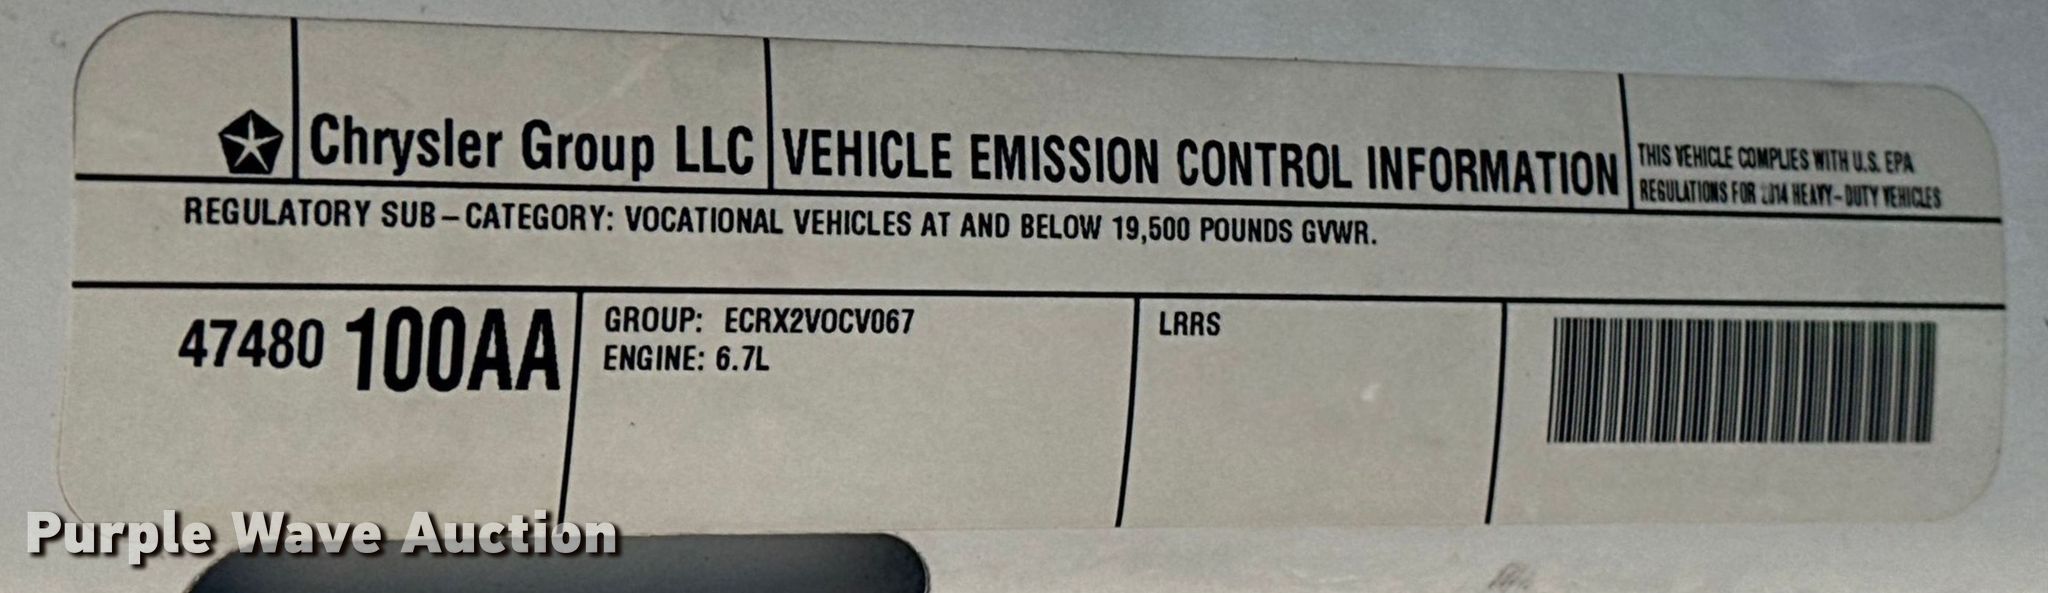 Chrysler Group LLC
VEHICLE EMISSION CONTROL INFORMATION
THIS VEHICLE COMPLIES WITH U.S. EPA
REGULATIONS FOR 2014 HEAVY-DUTY VEHICLES
REGULATORY SUB-CATEGORY: VOCATIONAL VEHICLES AT AND BELOW 19,500 POUNDS GVWR.
47480 100AA
GROUP: ECRX2VOCV067
ENGINE: 6.7L
LRRS
Purple Wave Auction